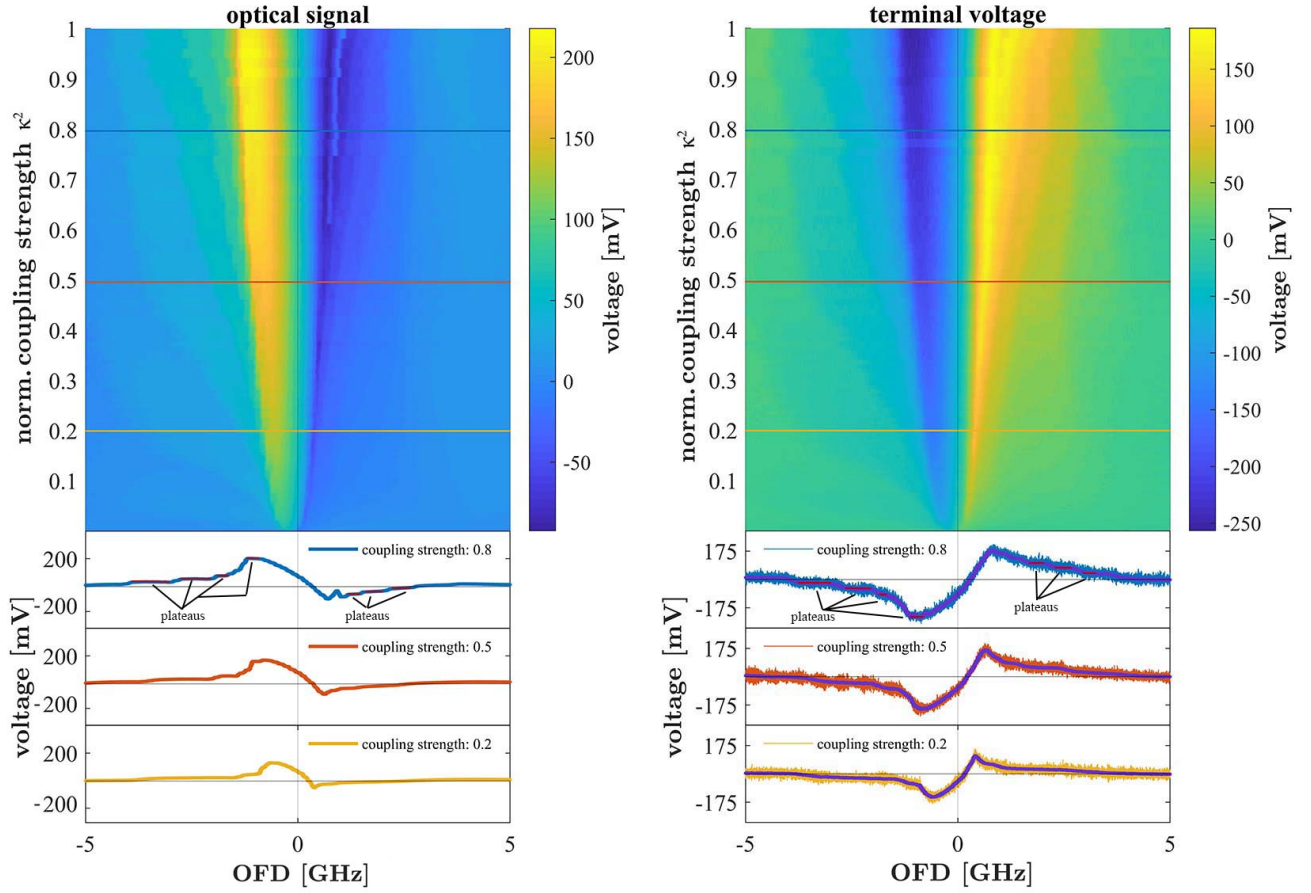 optical signal
1
0.9
0.8
0.7
0.6
0.5
0.4
0.3
0.2
0.1
norm. coupling strength κ²
200
150
100
50
0
-50
voltage [mV]
200
-200
coupling strength: 0.8
plateaus
plateaus
200
-200
coupling strength: 0.5
200
-200
coupling strength: 0.2
voltage [mV]
-5
0
5
OFD [GHz]
terminal voltage
1
0.9
0.8
0.7
0.6
0.5
0.4
0.3
0.2
0.1
norm. coupling strength κ²
150
100
50
0
-50
-100
-150
-200
-250
voltage [mV]
175
-175
coupling strength: 0.8
plateaus
plateaus
175
-175
coupling strength: 0.5
175
-175
coupling strength: 0.2
voltage [mV]
-5
0
5
OFD [GHz]